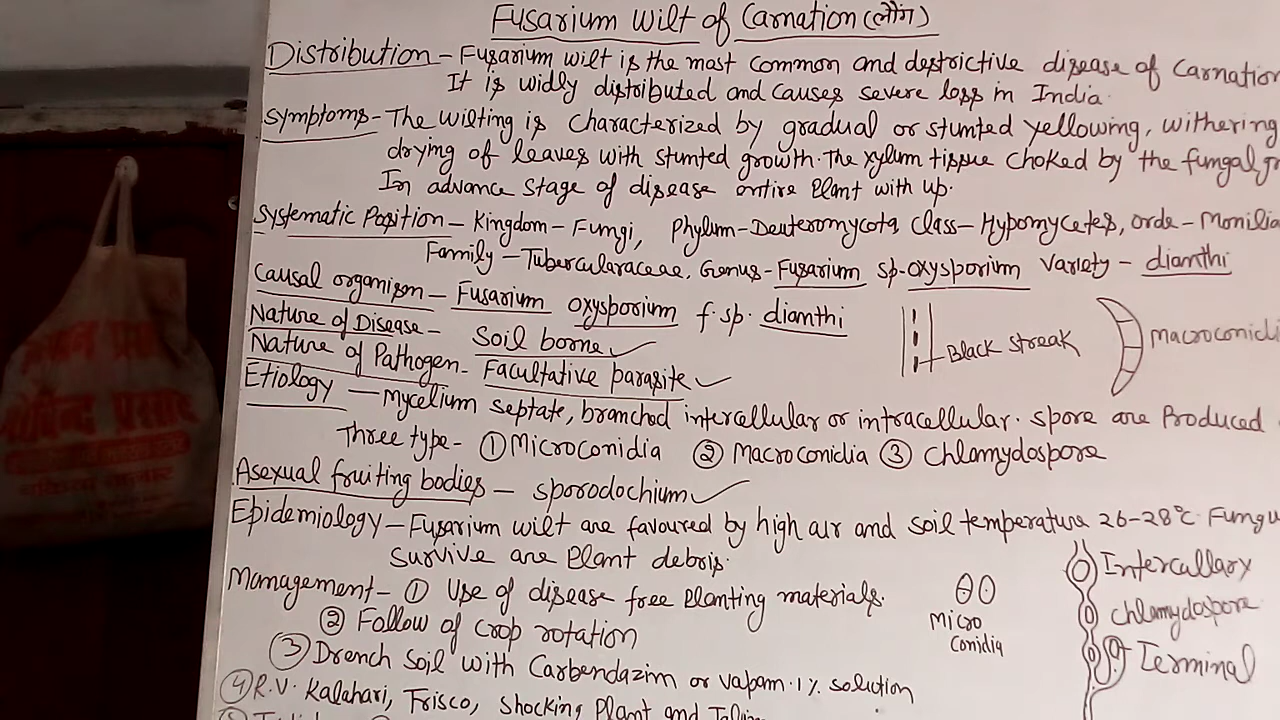 Fusarium Wilt of Carnation (लौंग)
Distribution - Fusarium wilt is the most common and destrictive disease of Carnation
It is widly distributed and causes severe loss in India.
Symptoms - The wilting is characterized by gradual or stunted yellowing, withering
drying of leaves with stunted growth. The xylum tissue choked by the fungal gr
In advance stage of disease entire Plant with up.
Systematic Position - Kingdom - Fungi, Phylum - Deuteromycota Class - Hypomycetes, orde - Monilia
Family - Tuberculararaceae, Genus - Fusarium sp - oxysporium Variety - dianthi
Causal organism - Fusarium oxysporium f. sp. dianthi
Nature of Disease - Soil borne
Nature of Pathogen - Facultative parasite
Black streak
macroconidi
Etiology - Mycelium septate, branched intercellular or intracellular. Spore are Produced
Three type - ① Microconidia ② Macroconidia ③ Chlamydospore
Asexual fruiting bodies - sporodochium
Epidemiology - Fusarium wilt are favoured by high air and soil temperature 26-28°C. Fungu
Survive are Plant debris.
Management - ① Use of disease free Planting materials.
② Follow of crop rotation
③ Drench Soil with Carbendazim or vapam. 1% solution
④ R.V. Kalahari, Frisco, Shocking Plant and
Micro
Conidia
Intercallary
Chlamydospore
Terminal